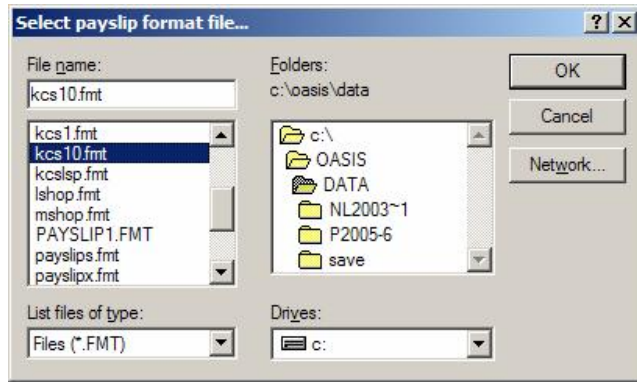 Select payslip format file...
File name:
kcs10.fmt
kcs1.fmt
kcs10.fmt
kcslsp.fmt
lshop.fmt
mshop.fmt
PAYSLIP1.FMT
payslips.fmt
payslipx.fmt
List files of type:
Files (*.FMT)
Folders:
c:\oasis\data
c:\
OASIS
DATA
NL2003~1
P2005-6
save
Drives:
c:
OK
Cancel
Network...